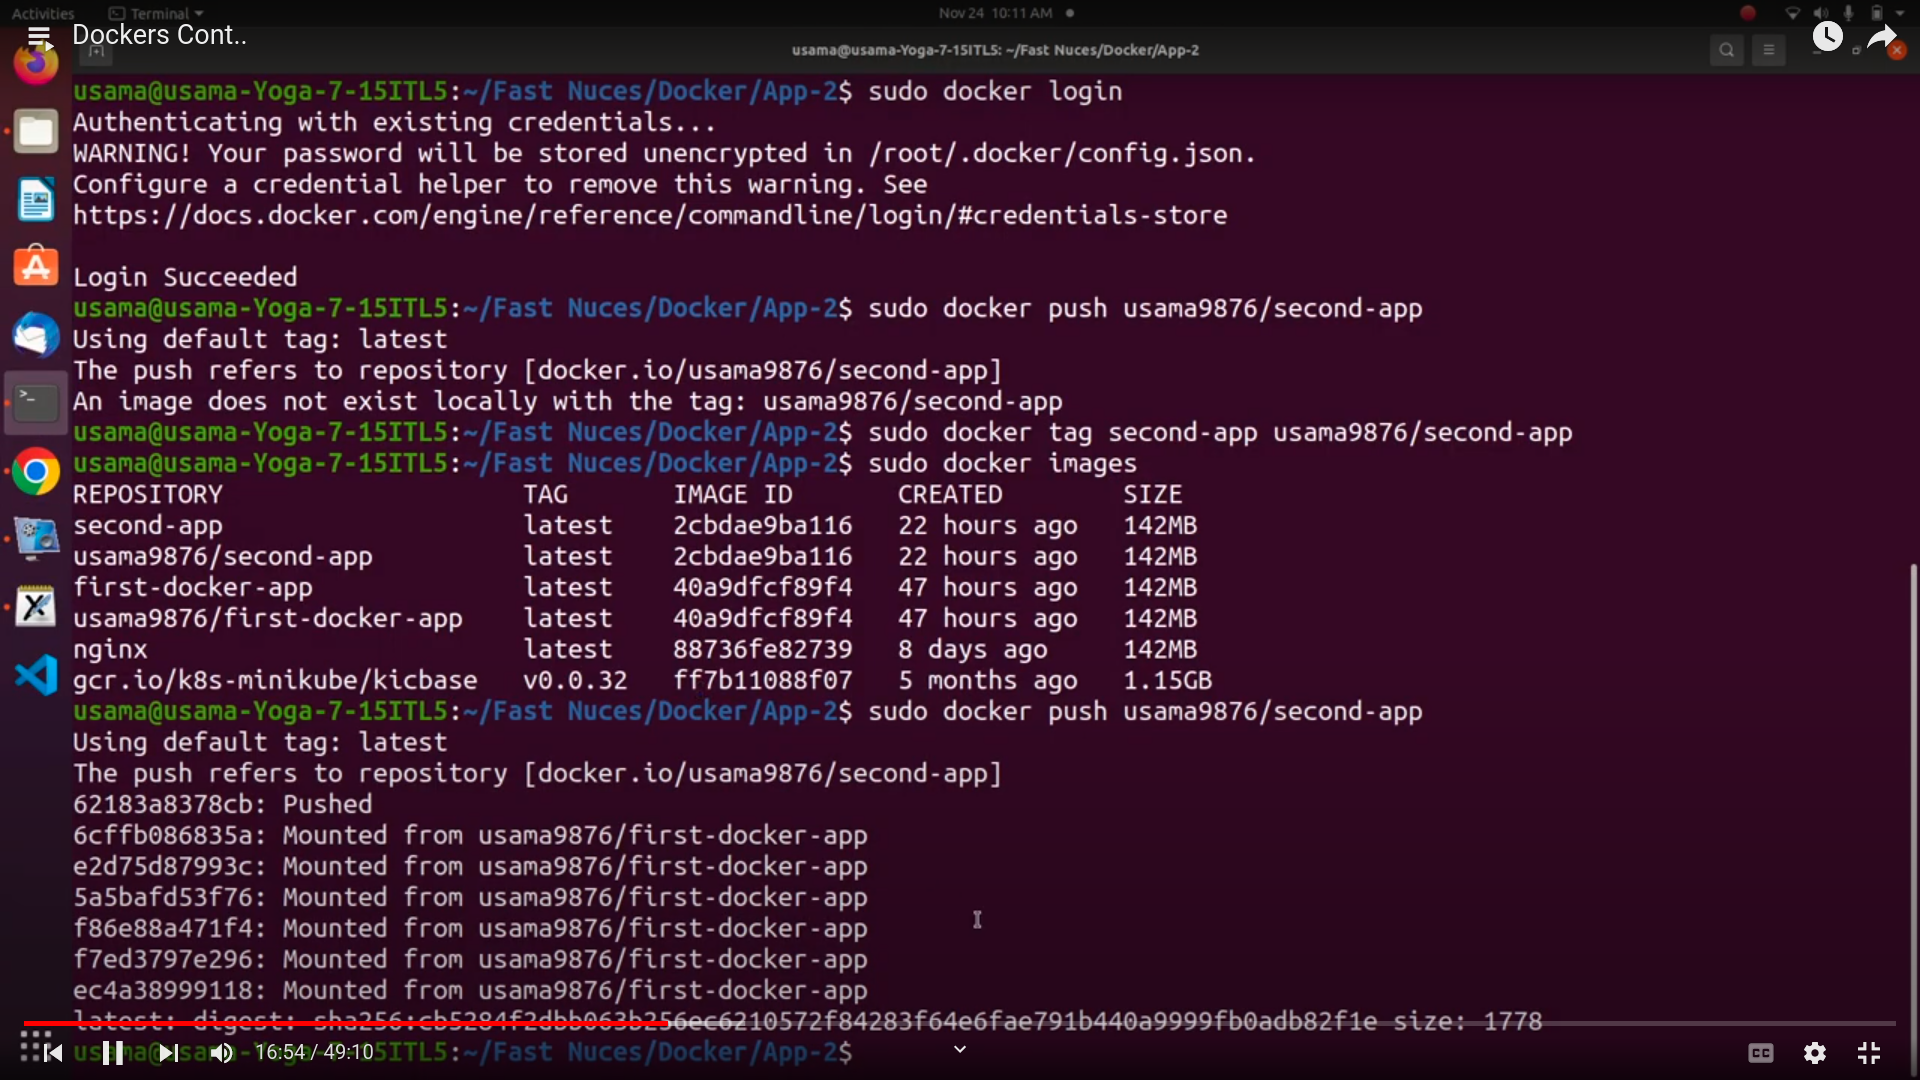 Activities
Terminal
Nov 24 10:11 AM
Dockers Cont..
usama@usama-Yoga-7-15ITL5: ~/Fast Nuces/Docker/App-2
usama@usama-Yoga-7-15ITL5:~/Fast Nuces/Docker/App-2$ sudo docker login
Authenticating with existing credentials...
WARNING! Your password will be stored unencrypted in /root/.docker/config.json.
Configure a credential helper to remove this warning. See
https://docs.docker.com/engine/reference/commandline/login/#credentials-store
Login Succeeded
usama@usama-Yoga-7-15ITL5:~/Fast Nuces/Docker/App-2$ sudo docker push usama9876/second-app
Using default tag: latest
The push refers to repository [docker.io/usama9876/second-app]
An image does not exist locally with the tag: usama9876/second-app
usama@usama-Yoga-7-15ITL5:~/Fast Nuces/Docker/App-2$ sudo docker tag second-app usama9876/second-app
usama@usama-Yoga-7-15ITL5:~/Fast Nuces/Docker/App-2$ sudo docker images
REPOSITORY TAG IMAGE ID CREATED SIZE
second-app latest 2cbdae9ba116 22 hours ago 142MB
usama9876/second-app latest 2cbdae9ba116 22 hours ago 142MB
first-docker-app latest 40a9dfcf89f4 47 hours ago 142MB
usama9876/first-docker-app latest 40a9dfcf89f4 47 hours ago 142MB
nginx latest 88736fe82739 8 days ago 142MB
gcr.io/k8s-minikube/kicbase v0.0.32 ff7b11088f07 5 months ago 1.15GB
usama@usama-Yoga-7-15ITL5:~/Fast Nuces/Docker/App-2$ sudo docker push usama9876/second-app
Using default tag: latest
The push refers to repository [docker.io/usama9876/second-app]
62183a8378cb: Pushed
6cffb086835a: Mounted from usama9876/first-docker-app
e2d75d87993c: Mounted from usama9876/first-docker-app
5a5bafd53f76: Mounted from usama9876/first-docker-app
f86e88a471f4: Mounted from usama9876/first-docker-app
f7ed3797e296: Mounted from usama9876/first-docker-app
ec4a38999118: Mounted from usama9876/first-docker-app
latest: digest: sha256:cb5284f2dbb063b256ec6210572f84283f64e6fae791b440a9999fb0adb82f1e size: 1778
16:54 / 49:10
TL5:~/Fast Nuces/Docker/App-2$
CC